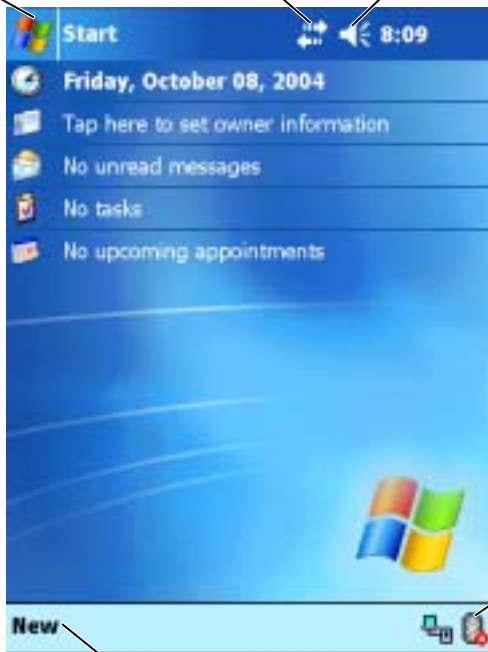 Start 8:09
Friday, October 08, 2004
Tap here to set owner information
No unread messages
No tasks
No upcoming appointments
New